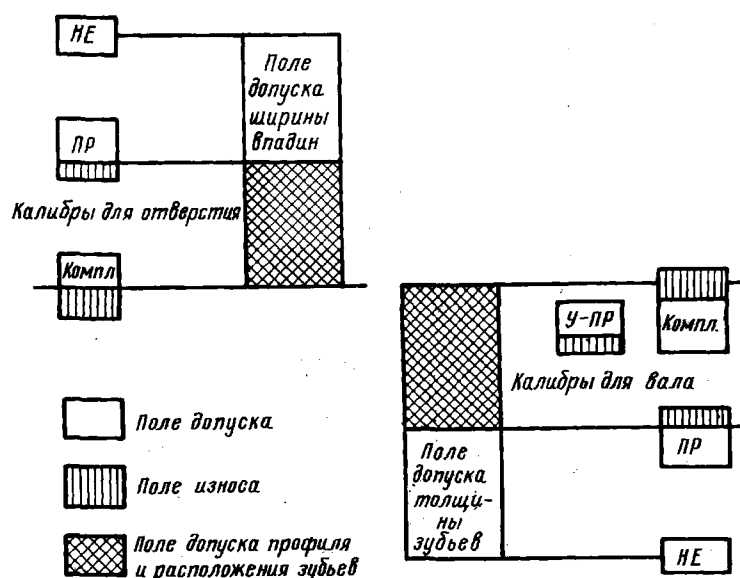 НЕ
Поле
допуска
ширины
впадин
ПР
Калибры для отверстия
Компл
У-ПР
Компл.
Калибры для вала
Поле допуска
ПР
Поле
допуска
толщи-
ны
зубьев
Поле износа
Поле допуска профиля
и расположения зубьев
НЕ